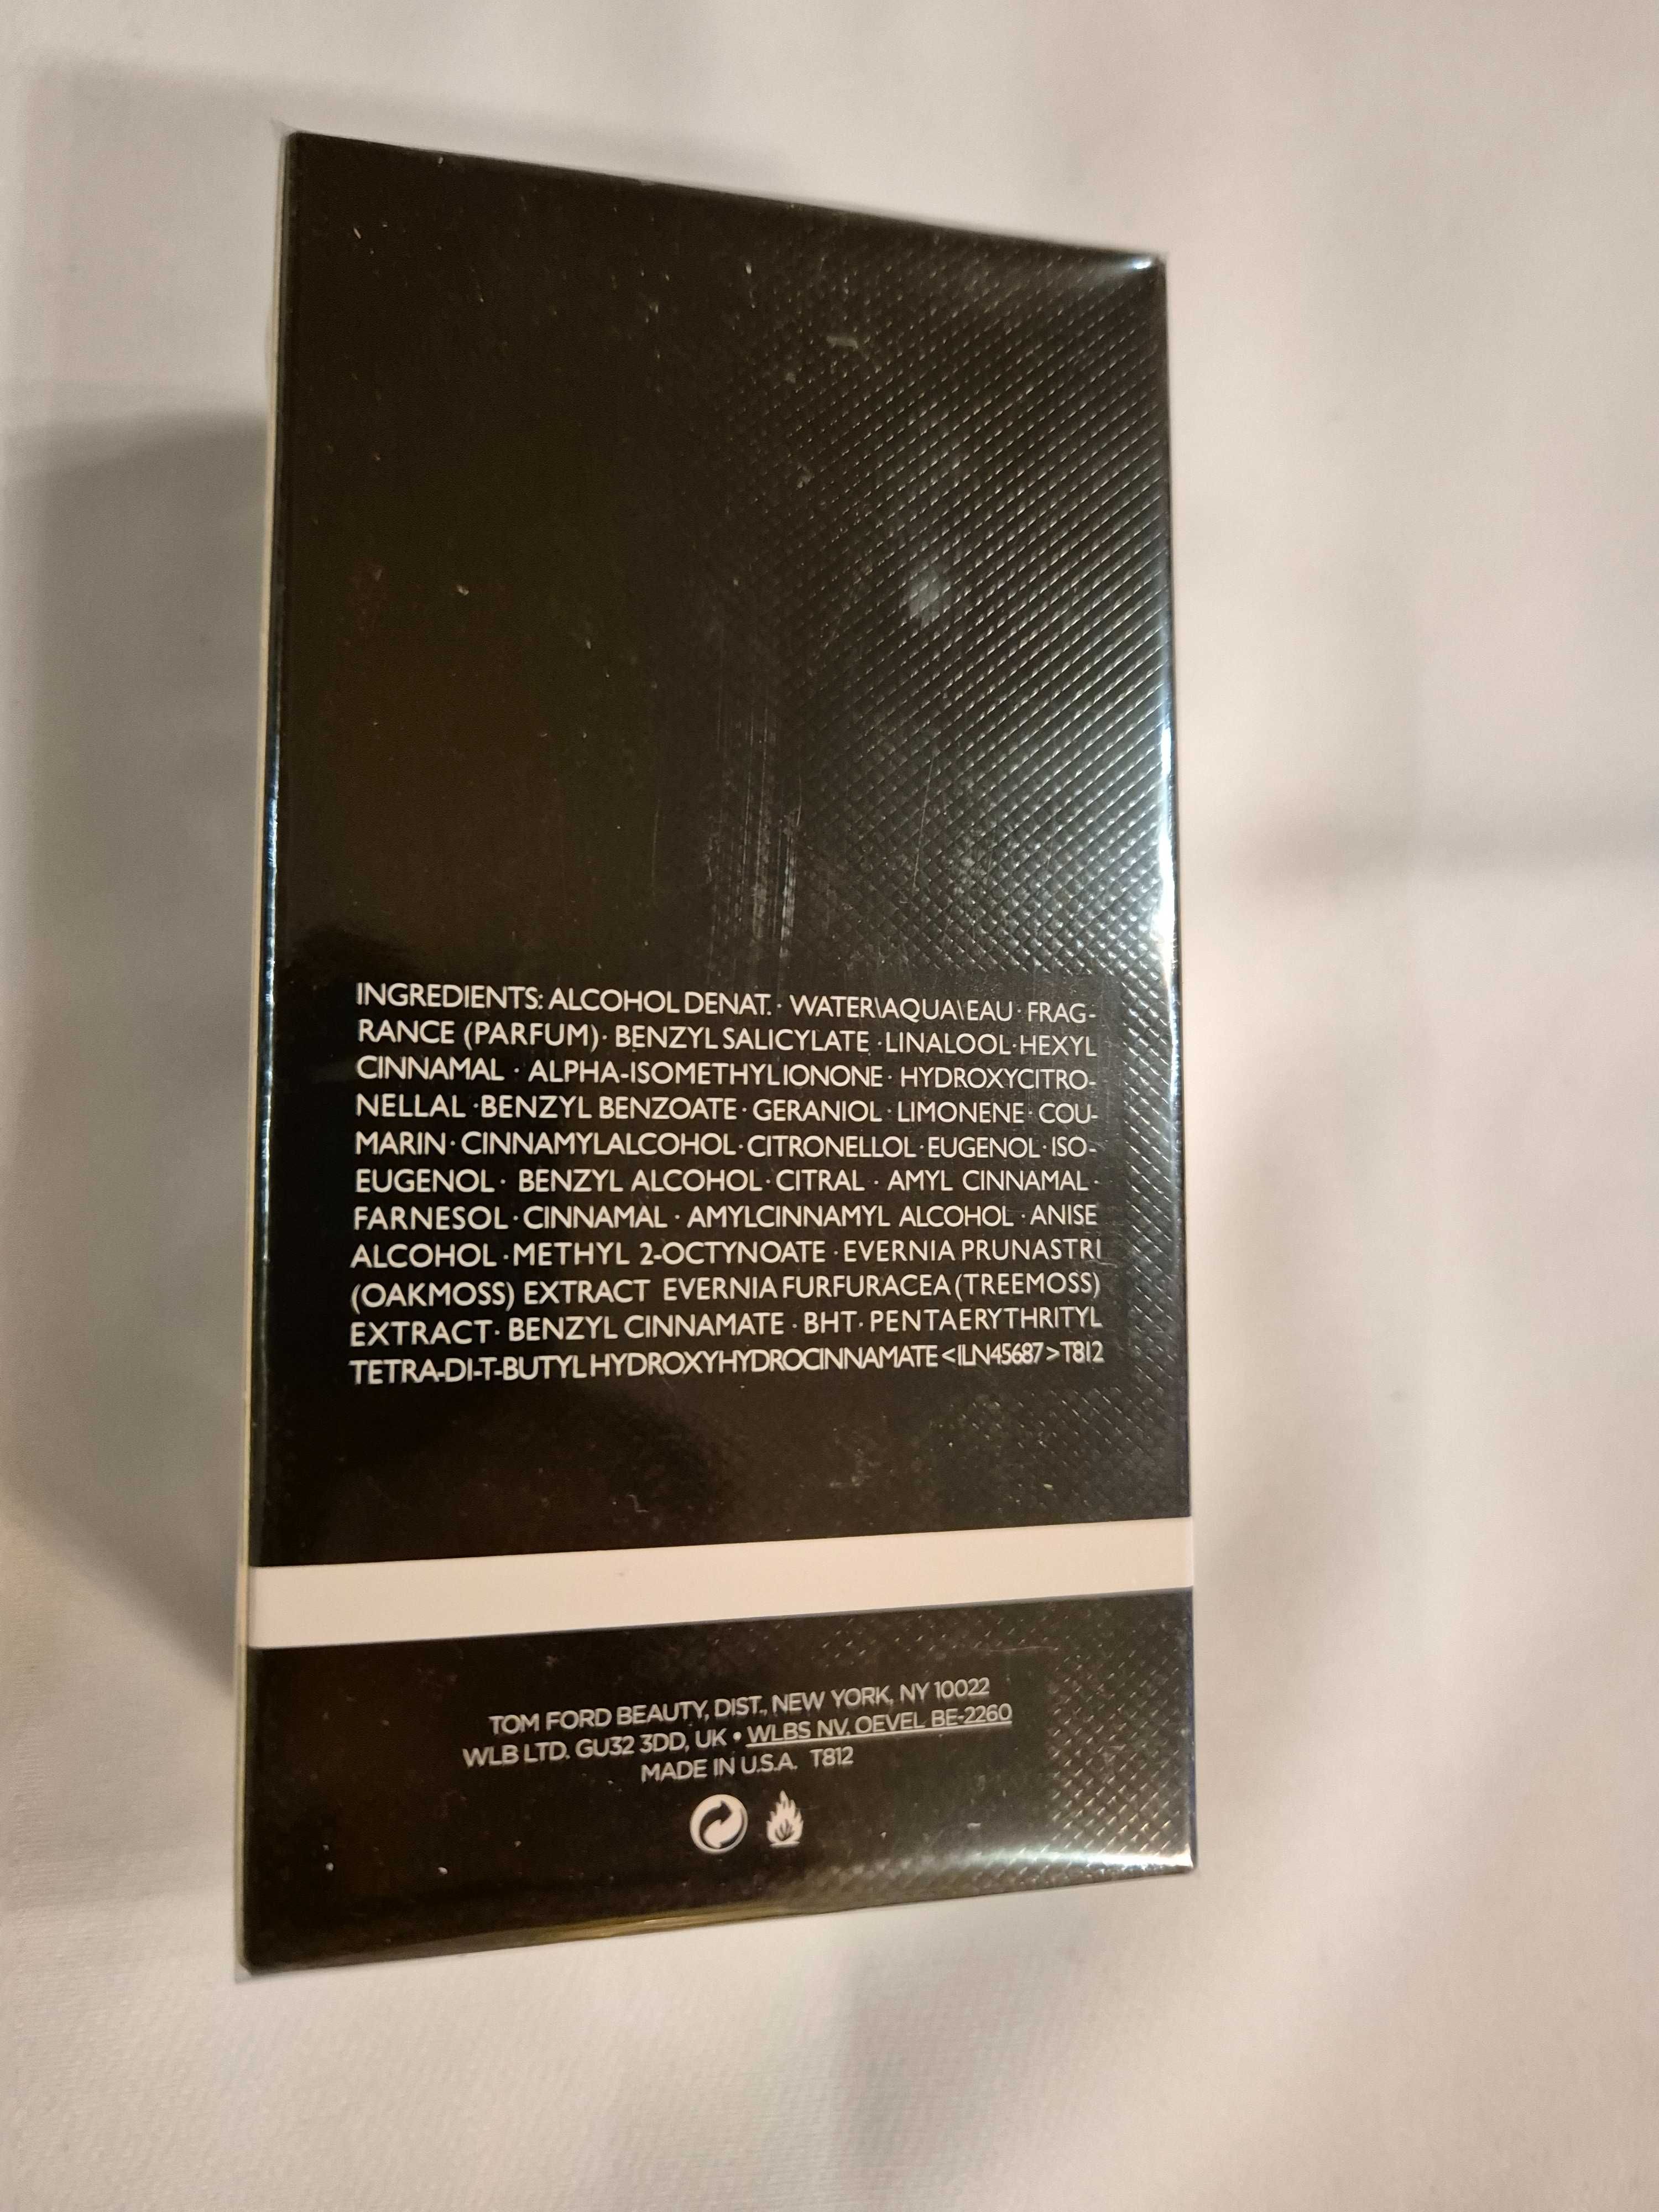 INGREDIENTS: ALCOHOL DENAT. · WATER\AQUA\EAU · FRAG-
RANCE (PARFUM) · BENZYL SALICYLATE · LINALOOL · HEXYL
CINNAMAL · ALPHA-ISOMETHYL IONONE · HYDROXYCITRO-
NELLAL · BENZYL BENZOATE · GERANIOL · LIMONENE · COU-
MARIN · CINNAMYL ALCOHOL · CITRONELLOL · EUGENOL · ISO-
EUGENOL · BENZYL ALCOHOL · CITRAL · AMYL CINNAMAL ·
FARNESOL · CINNAMAL · AMYLCINNAMYL ALCOHOL · ANISE
ALCOHOL · METHYL 2-OCTYNOATE · EVERNIA PRUNASTRI
(OAKMOSS) EXTRACT EVERNIA FURFURACEA (TREEMOSS)
EXTRACT · BENZYL CINNAMATE · BHT · PENTAERYTHRITYL
TETRA-DI-T-BUTYL HYDROXYHYDROCINNAMATE <ILN45687> T812
TOM FORD BEAUTY, DIST., NEW YORK, NY 10022
WLB LTD. GU32 3DD, UK • WLBS NV, OEVEL BE-2260
MADE IN U.S.A. T812